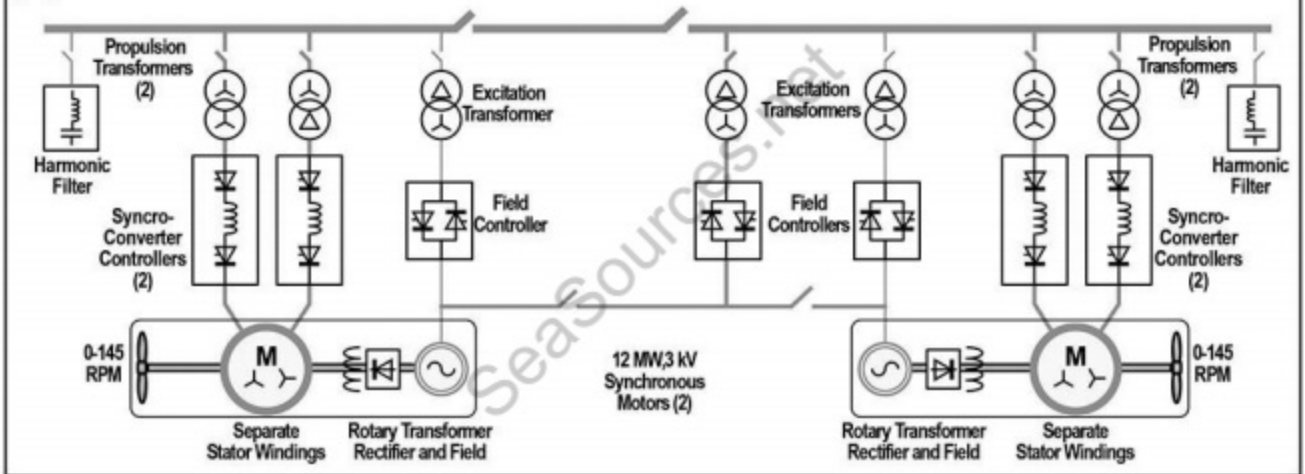 Propulsion
Transformers
(2)
Harmonic
Filter
Excitation
Transformer
Excitation
Transformers
Propulsion
Transformers
(2)
Harmonic
Filter
Syncro-
Converter
Controllers
(2)
Field
Controller
Field
Controllers
Syncro-
Converter
Controllers
(2)
0-145
RPM
M
12 MW,3 kV
Synchronous
Motors (2)
M
0-145
RPM
Separate
Stator Windings
Rotary Transformer
Rectifier and Field
Rotary Transformer
Rectifier and Field
Separate
Stator Windings
SeaSources.net